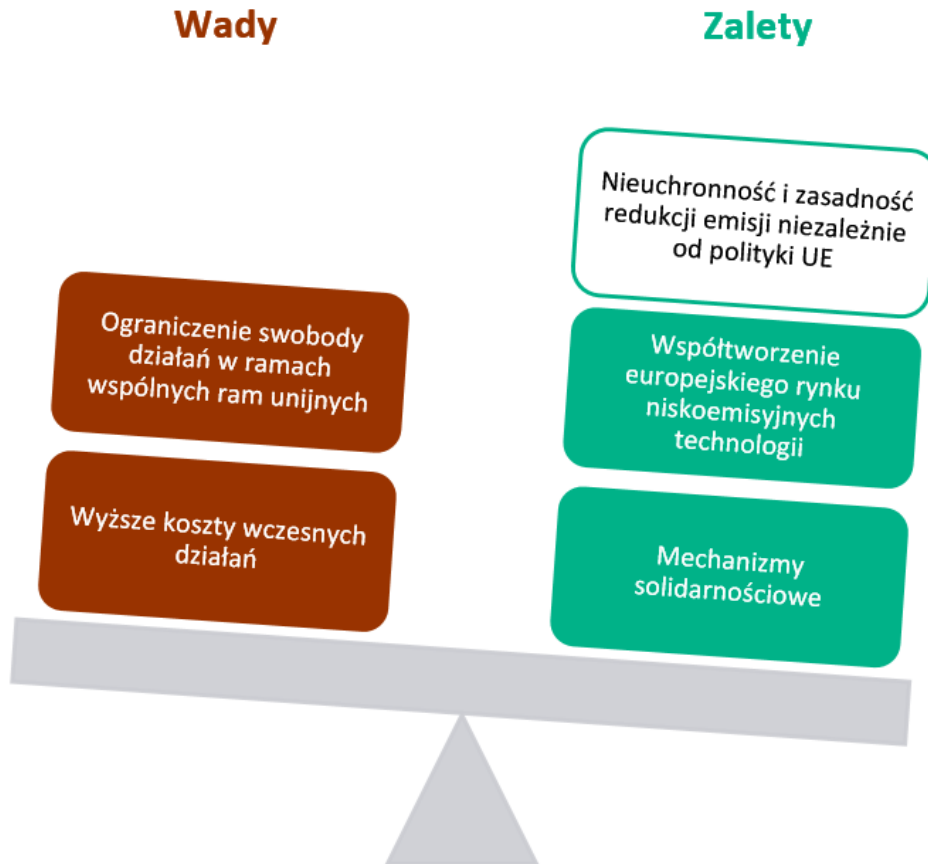 Wady
Zalety
Nieuchronność i zasadność
redukcji emisji niezależnie
od polityki UE
Ograniczenie swobody
działań w ramach
wspólnych ram unijnych
Współtworzenie
europejskiego rynku
niskoemisyjnych
technologii
Wyższe koszty wczesnych
działań
Mechanizmy
solidarnościowe